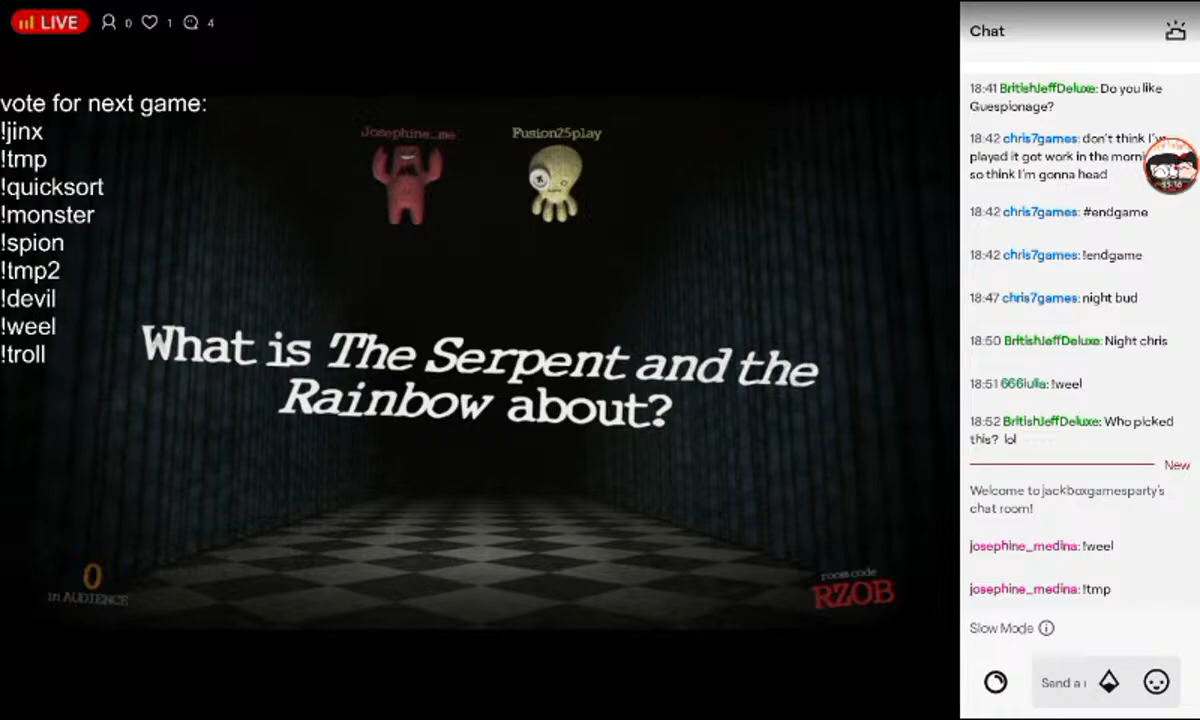 LIVE 0 1 4
vote for next game:
!jinx
!tmp
!quicksort
!monster
!spion
!tmp2
!devil
!weel
!troll
Josephine_me
Fusion25play
What is The Serpent and the
Rainbow about?
0
in AUDIENCE
room code
RZOB
Chat
18:41 BritishJeffDeluxe: Do you like
Guespionage?
18:42 chris7games: don't think I've
played it got work in the morni
so think I'm gonna head
18:42 chris7games: #endgame
18:42 chris7games: !endgame
18:47 chris7games: night bud
18:50 BritishJeffDeluxe: Night chris
18:51 666iulia: !weel
18:52 BritishJeffDeluxe: Who picked
this? lol
New
Welcome to jackboxgamesparty's
chat room!
josephine_medina: !weel
josephine_medina: !tmp
Slow Mode
Send a